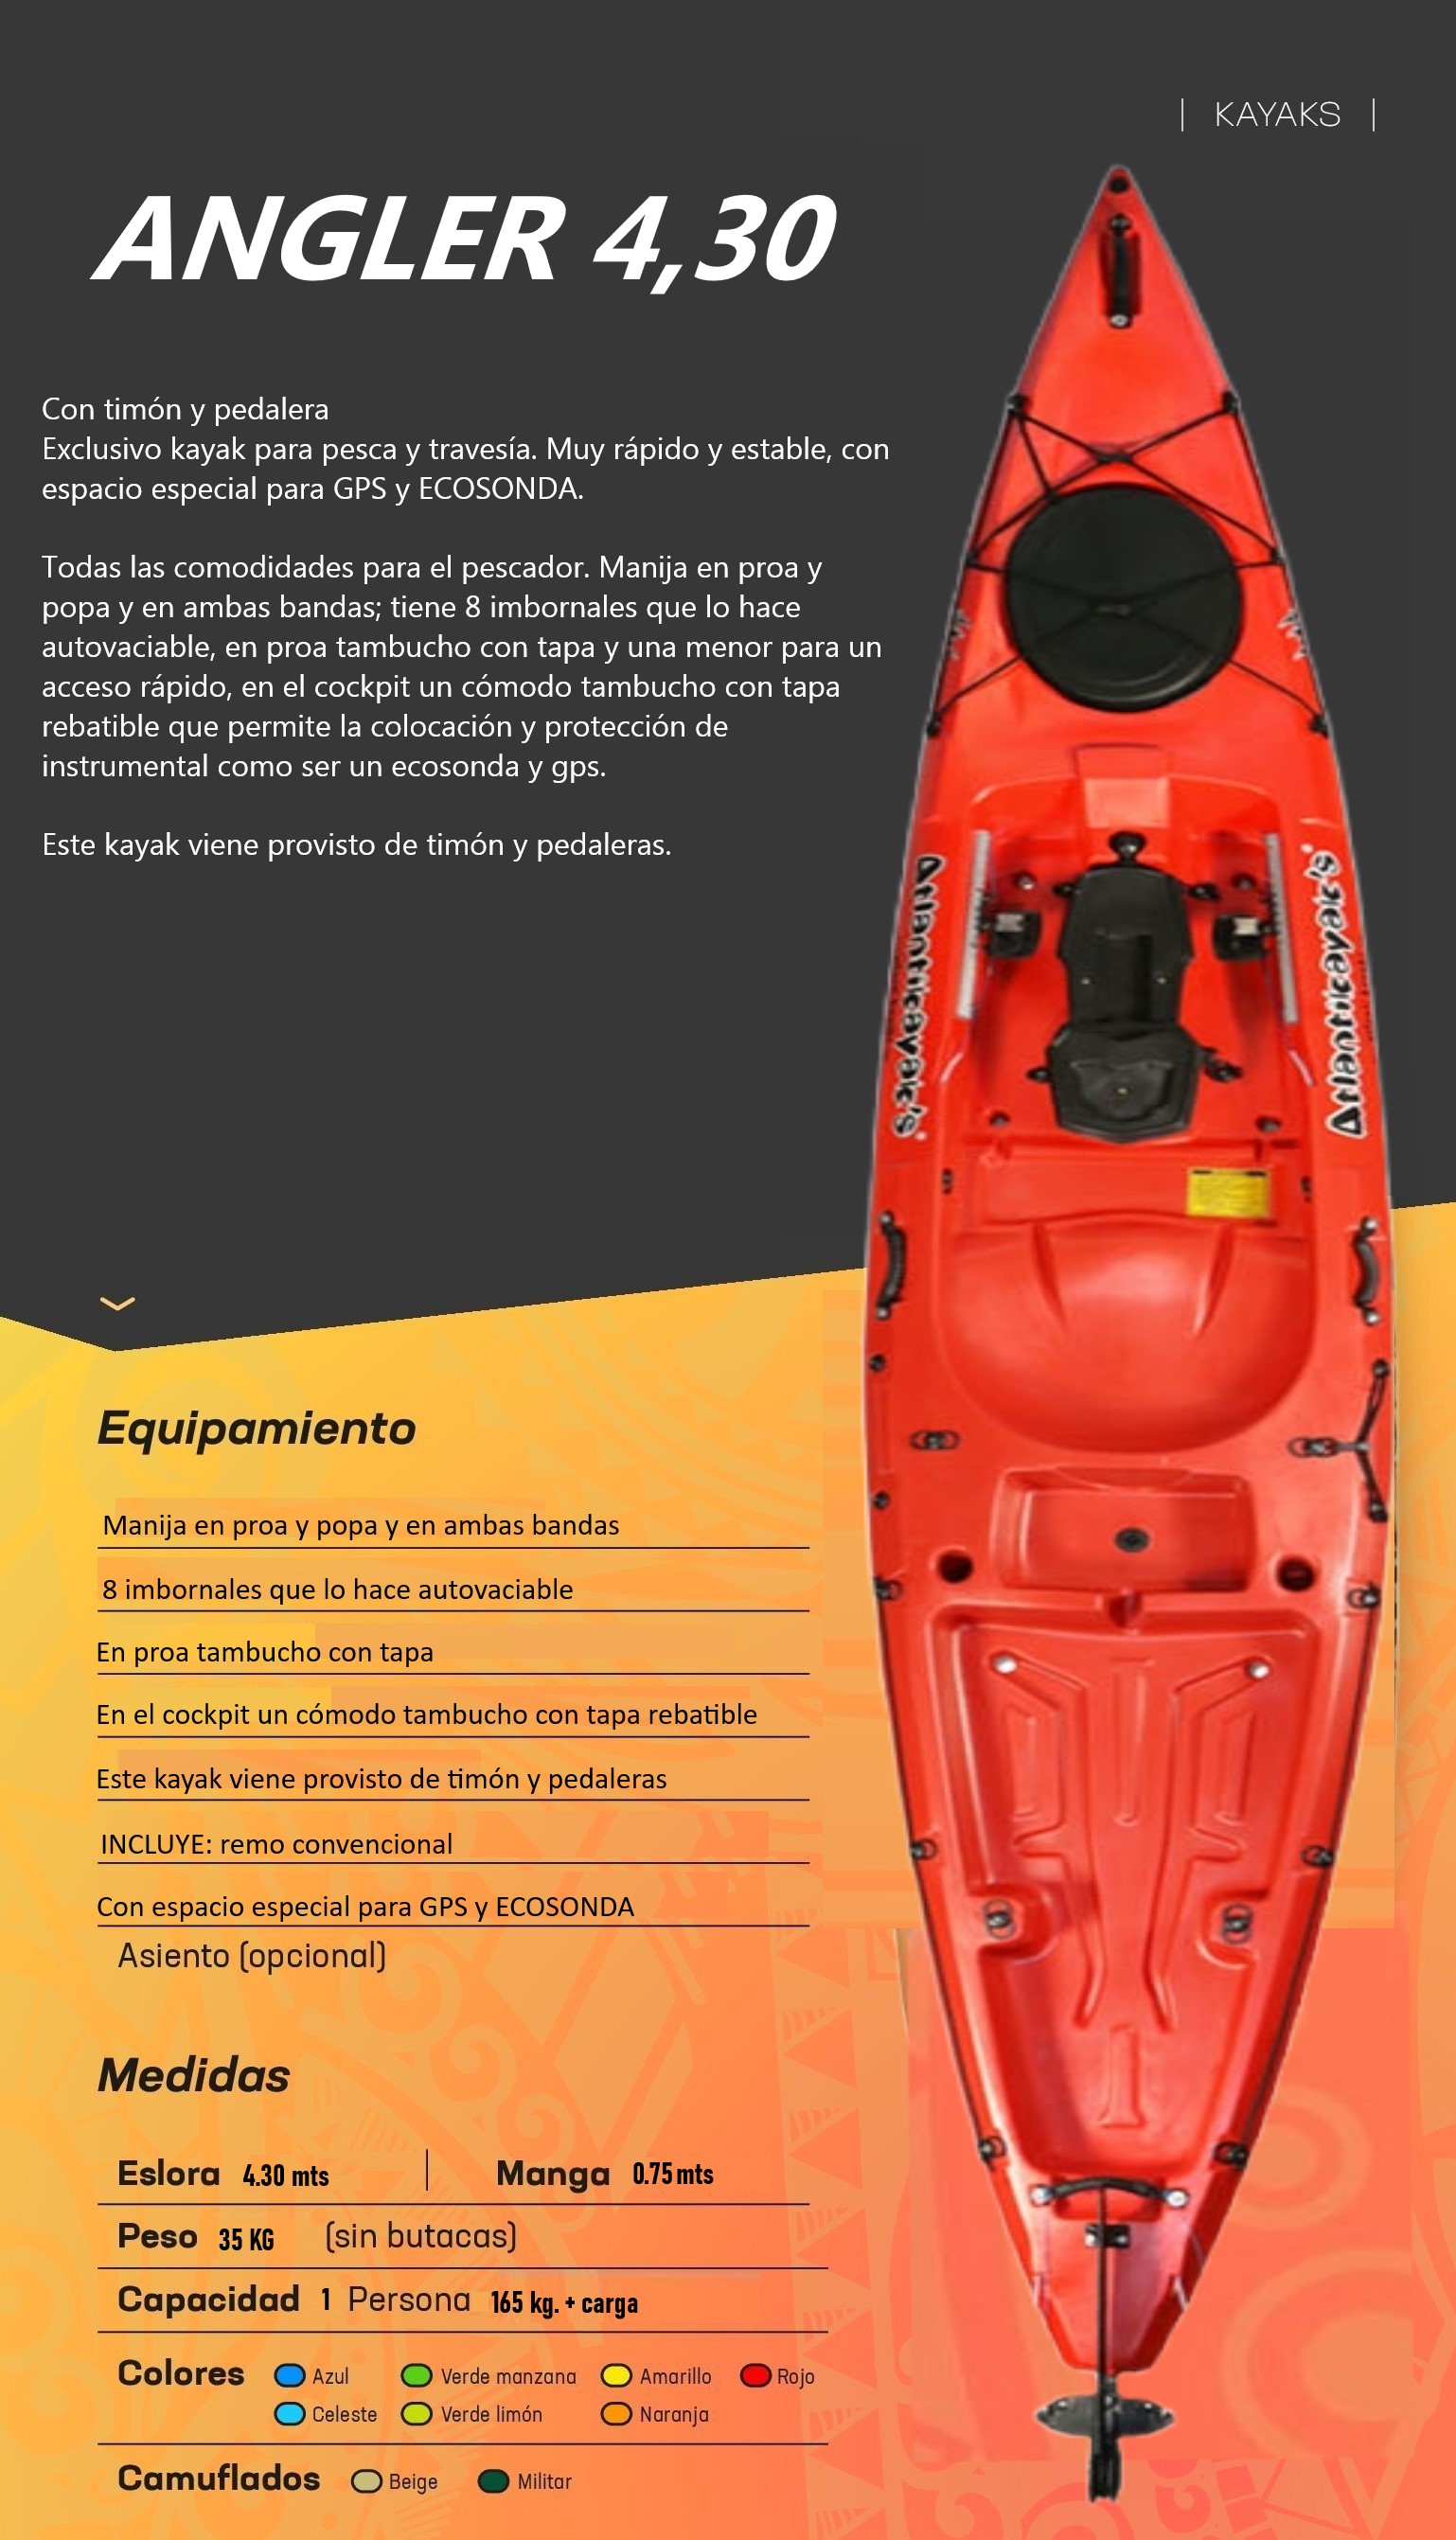 | KAYAKS |
ANGLER 4,30
Con timón y pedalera
Exclusivo kayak para pesca y travesía. Muy rápido y estable, con
espacio especial para GPS y ECOSONDA.
Todas las comodidades para el pescador. Manija en proa y
popa y en ambas bandas; tiene 8 imbornales que lo hace
autovaciable, en proa tambucho con tapa y una menor para un
acceso rápido, en el cockpit un cómodo tambucho con tapa
rebatible que permite la colocación y protección de
instrumental como ser un ecosonda y gps.
Este kayak viene provisto de timón y pedaleras.
Atlantikayak's
Atlantikayak's
Equipamiento
Manija en proa y popa y en ambas bandas
8 imbornales que lo hace autovaciable
En proa tambucho con tapa
En el cockpit un cómodo tambucho con tapa rebatible
Este kayak viene provisto de timón y pedaleras
INCLUYE: remo convencional
Con espacio especial para GPS y ECOSONDA
Asiento (opcional)
Medidas
Eslora 4.30 mts | Manga 0.75 mts
Peso 35 KG (sin butacas)
Capacidad 1 Persona 165 kg. + carga
Colores Azul Verde manzana Amarillo Rojo
Celeste Verde limón Naranja
Camuflados Beige Militar